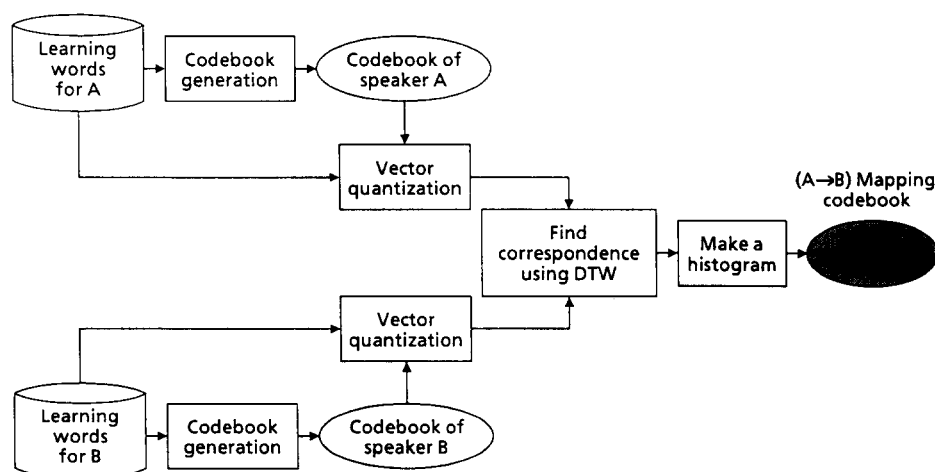 Learning
words
for A
Codebook
generation
Codebook of
speaker A
Vector
quantization
(A→B) Mapping
codebook
Find
correspondence
using DTW
Make a
histogram
Vector
quantization
Learning
words
for B
Codebook
generation
Codebook of
speaker B